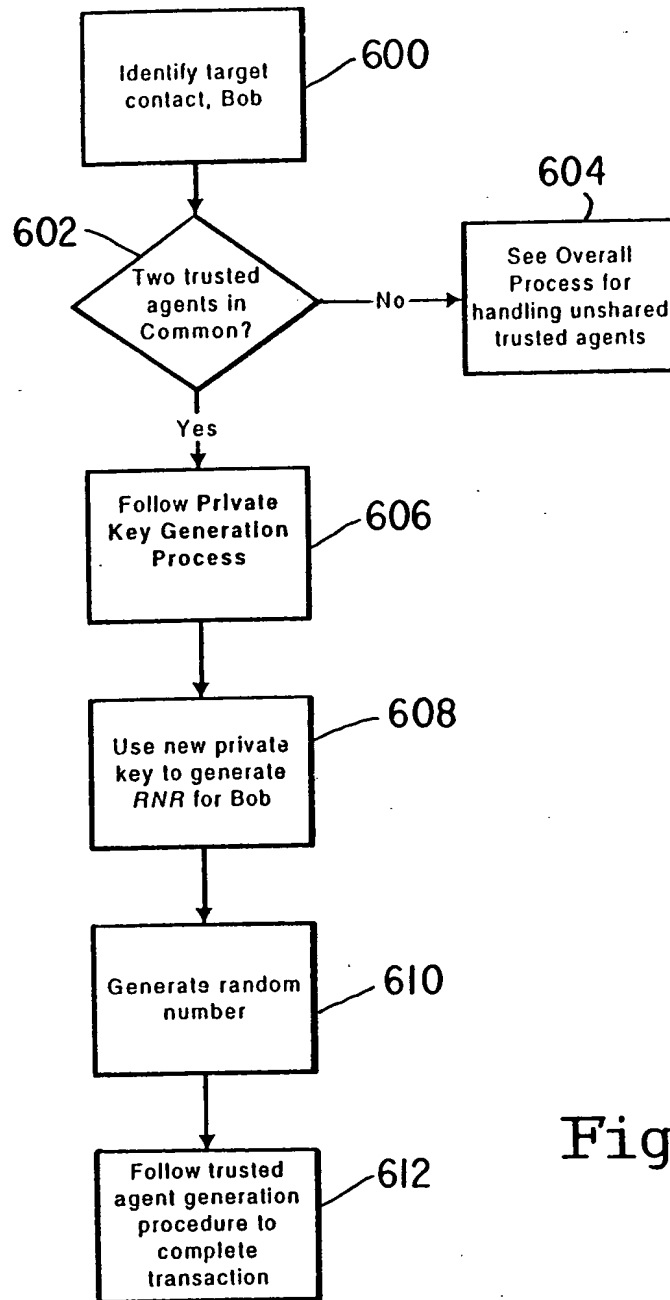 Identify target
contact, Bob
600
602
Two trusted
agents in
Common?
No
604
See Overall
Process for
handling unshared
trusted agents
Yes
Follow Private
Key Generation
Process
606
Use new private
key to generate
RNR for Bob
608
Generate random
number
610
Follow trusted
agent generation
procedure to
complete
transaction
612
Fig